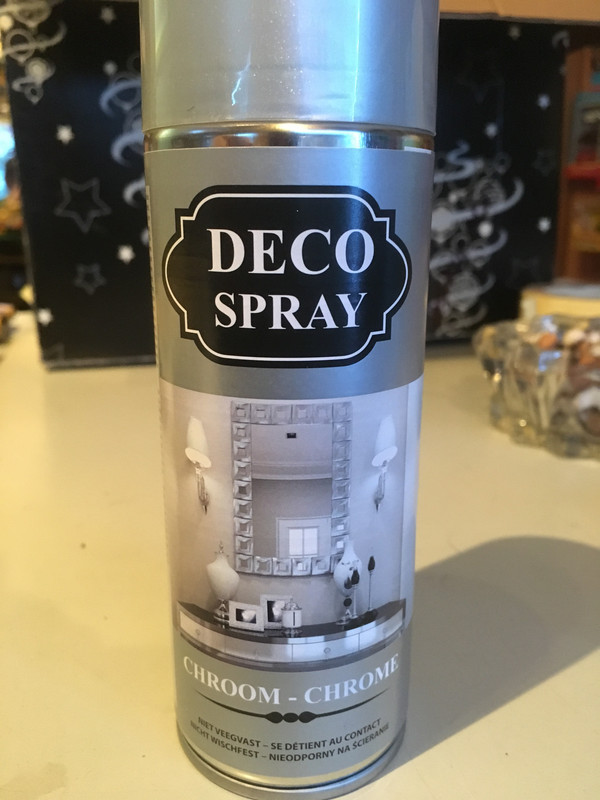 DECO
SPRAY
CHROOM - CHROME
NIET VEEGVAST – SE DÉTIENT AU CONTACT
NICHT WISCHFEST – NIEODPORNY NA ŚCIERANIE